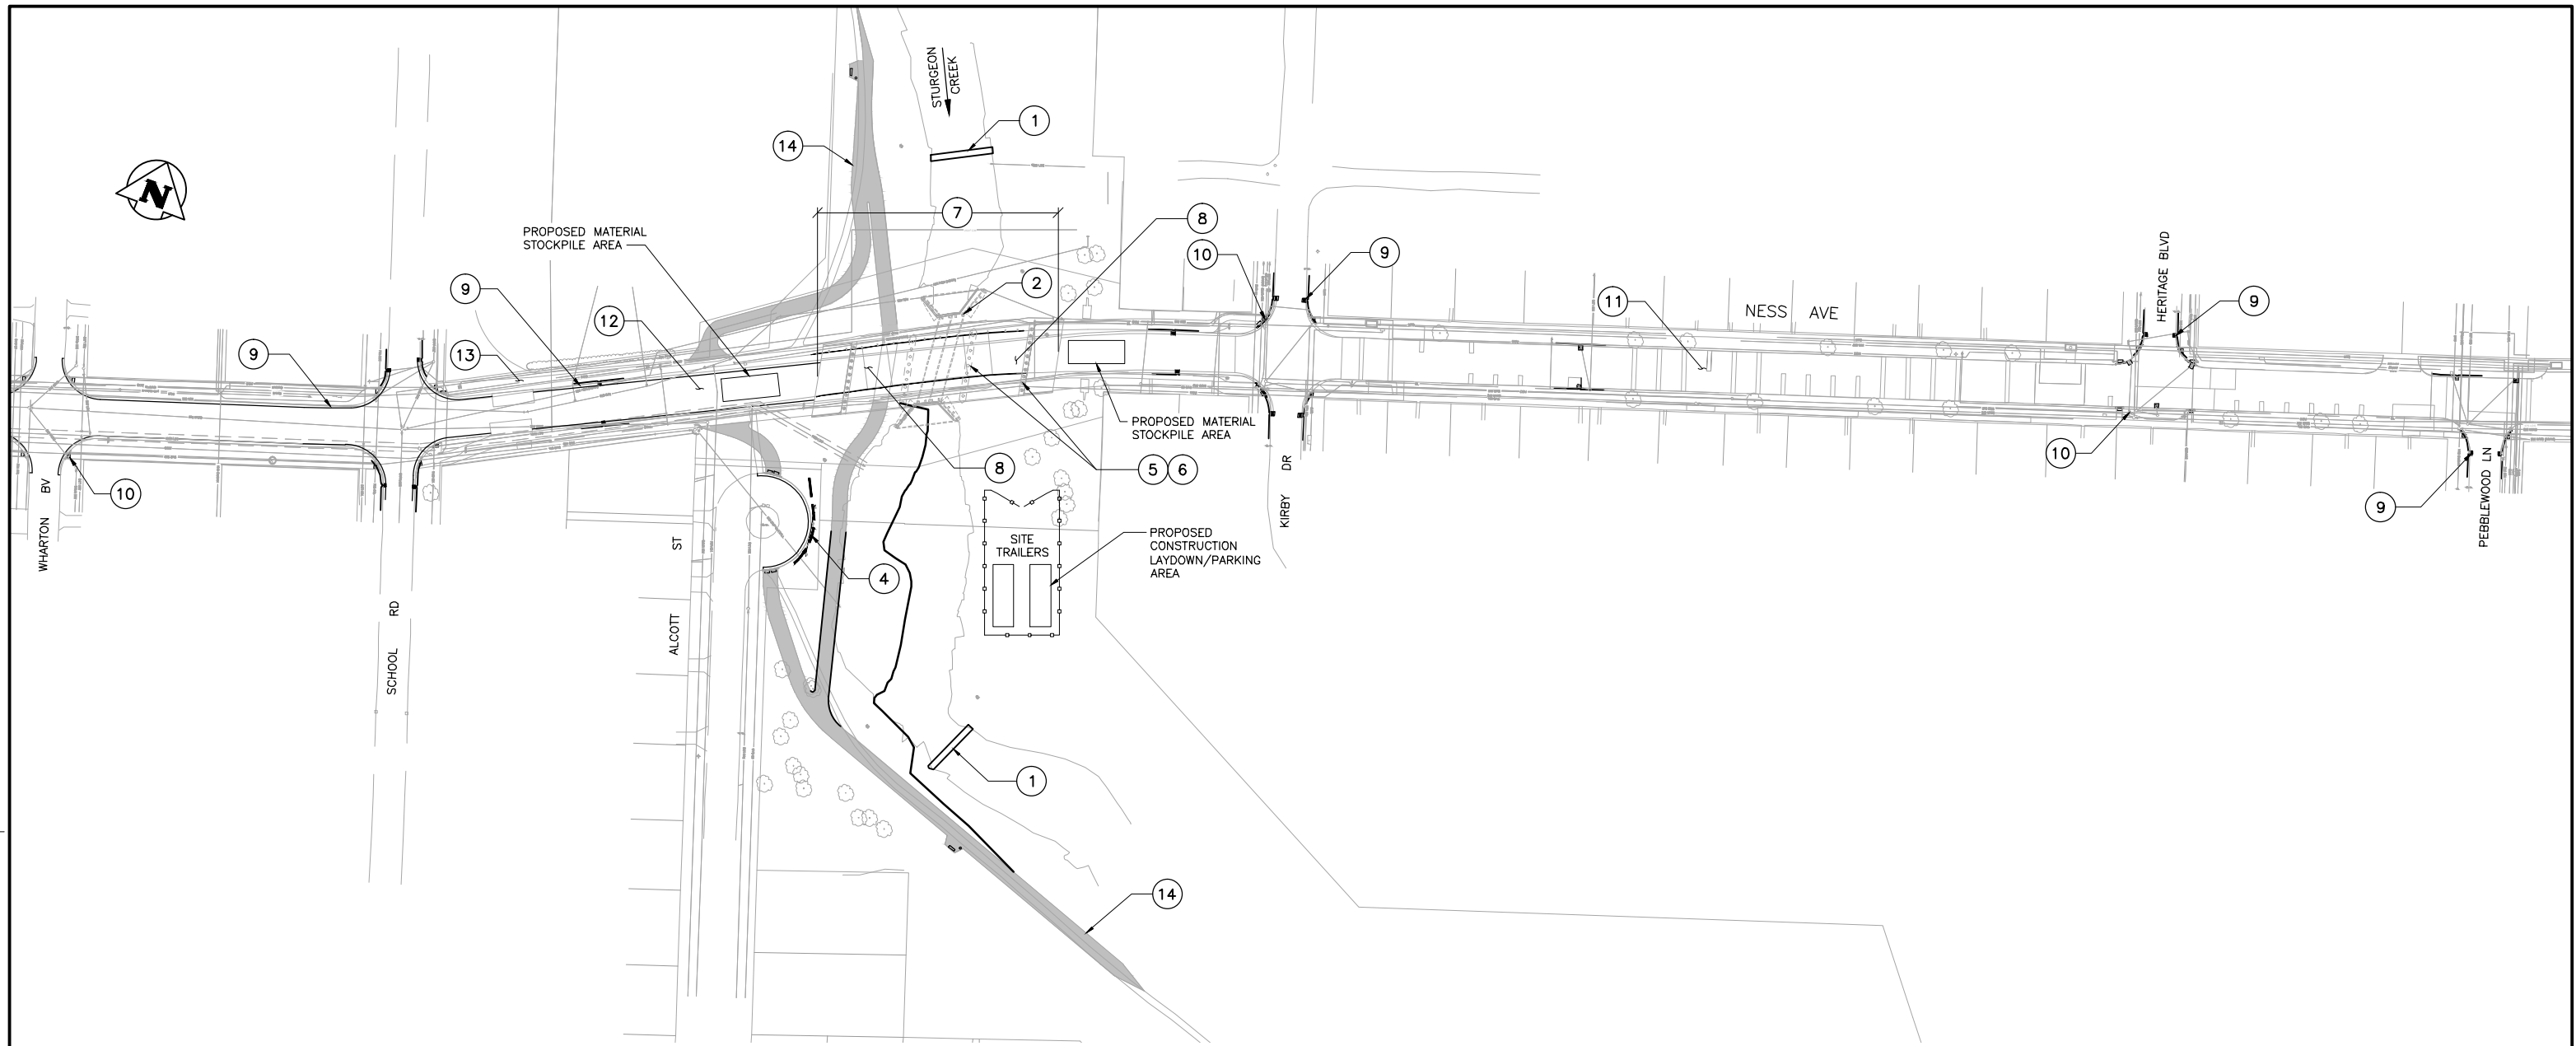 STURGEON
CREEK
1
14
N
7
8
PROPOSED MATERIAL
STOCKPILE AREA
10
9
HERITAGE BLVD
2
9
11
NESS AVE
9
12
13
9
PROPOSED MATERIAL
STOCKPILE AREA
8
5 6
10
10
9
WHARTON BV
ALCOTT ST
SITE
TRAILERS
PROPOSED
CONSTRUCTION
LAYDOWN/PARKING
AREA
KIRBY DR
PEBBLEWOOD LN
4
SCHOOL RD
1
14